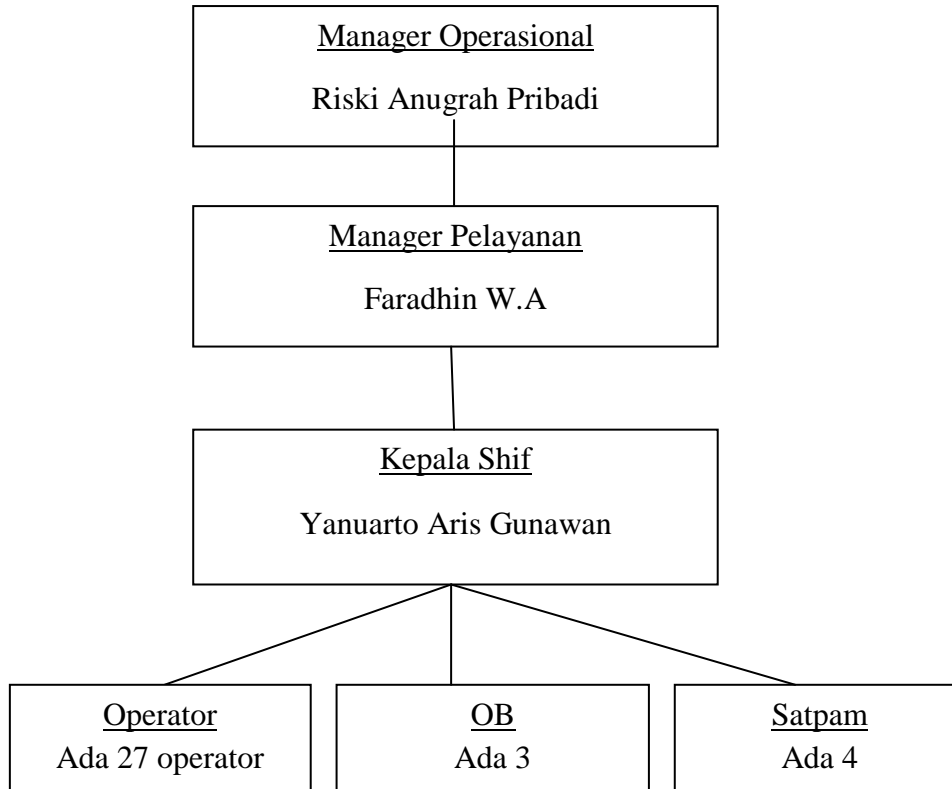 Manager Operasional
Riski Anugrah Pribadi
Manager Pelayanan
Faradhin W.A
Kepala Shif
Yanuarto Aris Gunawan
Operator
Ada 27 operator
OB
Ada 3
Satpam
Ada 4